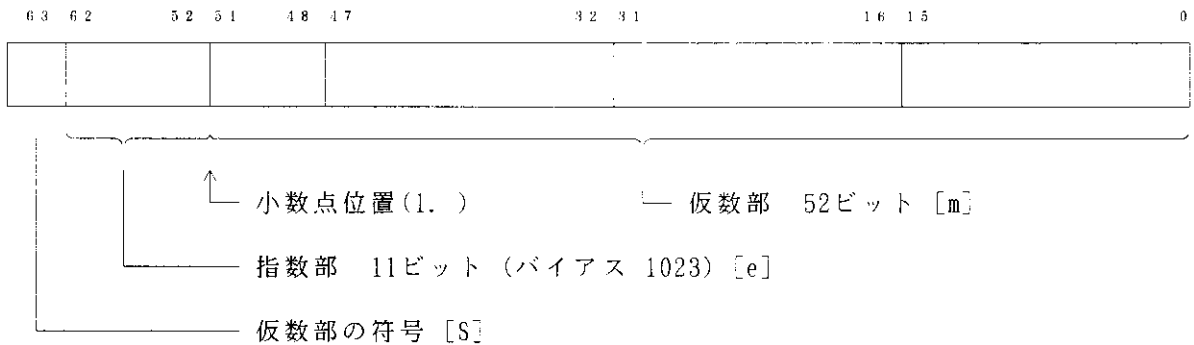 63 62 52 51 48 47 32 31 16 15 0
小数点位置(1. ) 仮数部 52ビット [m]
指数部 11ビット (バイアス 1023) [e]
仮数部の符号 [S]